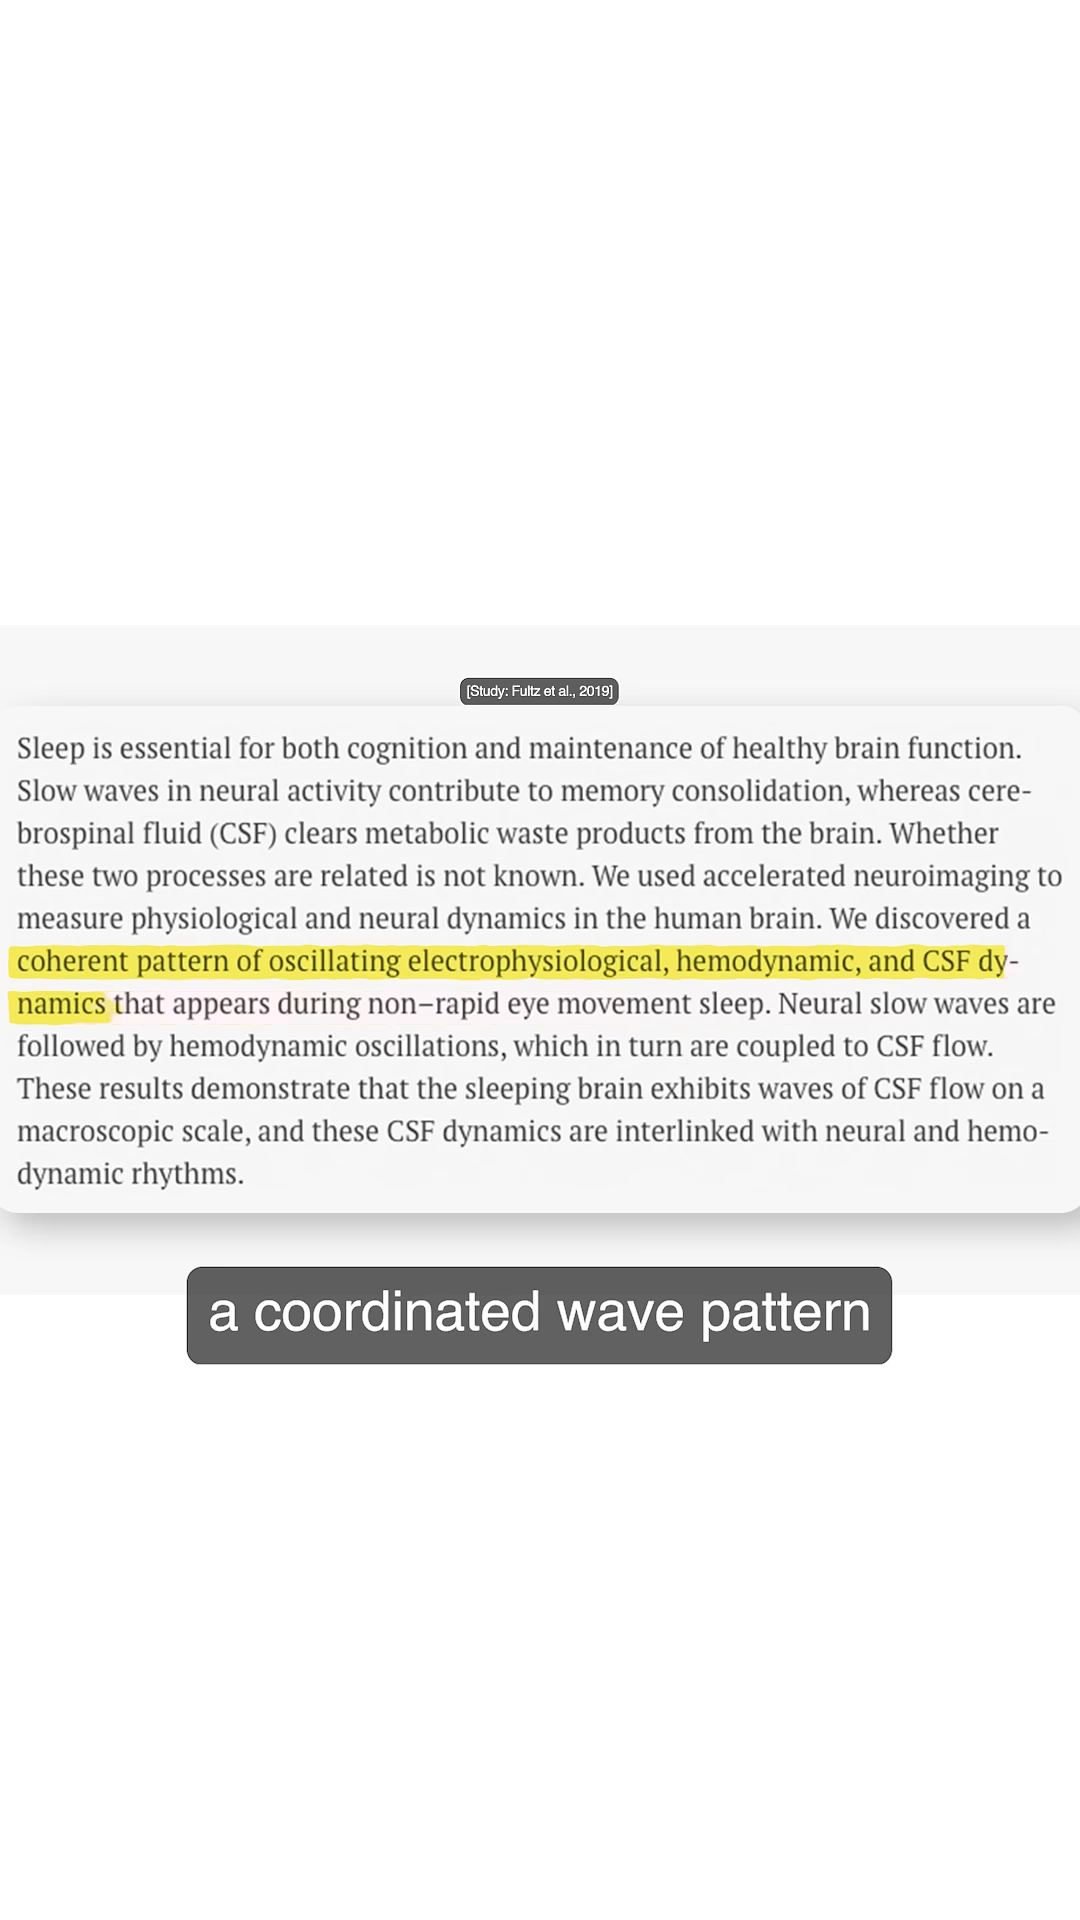 [Study: Fultz et al., 2019]
Sleep is essential for both cognition and maintenance of healthy brain function.
Slow waves in neural activity contribute to memory consolidation, whereas cere-
brospinal fluid (CSF) clears metabolic waste products from the brain. Whether
these two processes are related is not known. We used accelerated neuroimaging to
measure physiological and neural dynamics in the human brain. We discovered a
coherent pattern of oscillating electrophysiological, hemodynamic, and CSF dy-
namics that appears during non–rapid eye movement sleep. Neural slow waves are
followed by hemodynamic oscillations, which in turn are coupled to CSF flow.
These results demonstrate that the sleeping brain exhibits waves of CSF flow on a
macroscopic scale, and these CSF dynamics are interlinked with neural and hemo-
dynamic rhythms.
a coordinated wave pattern